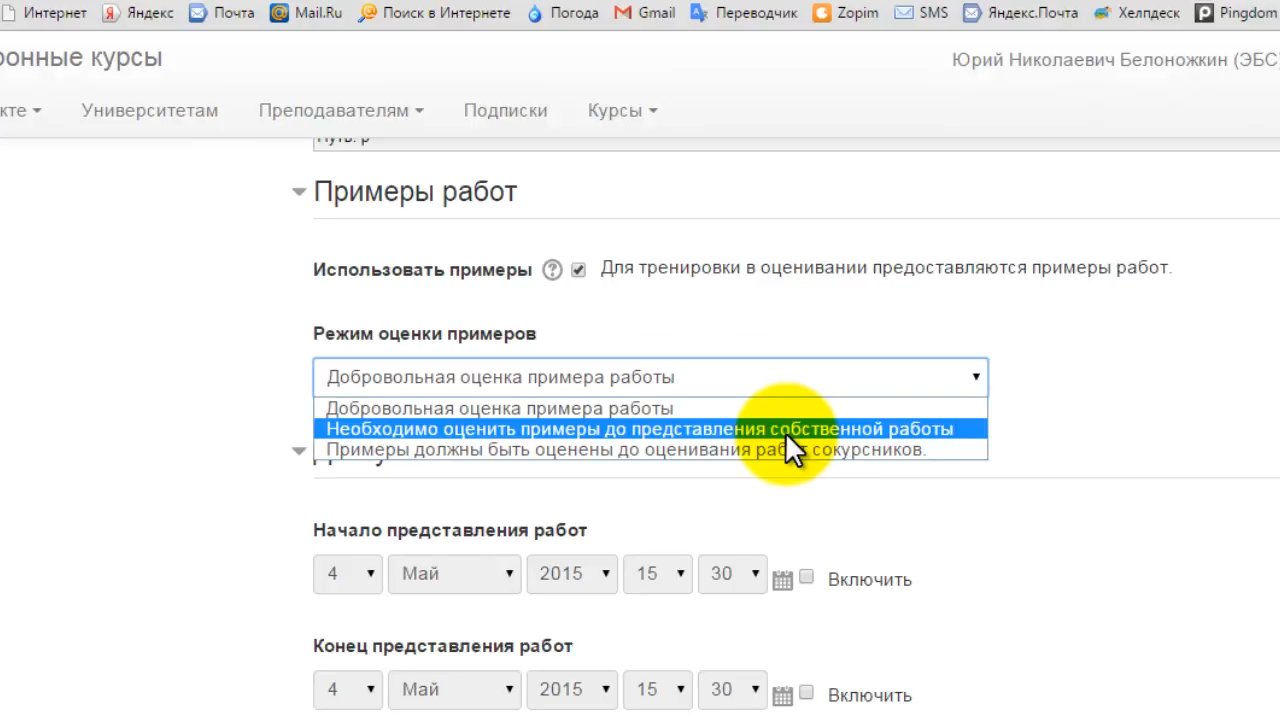 Интернет Яндекс Почта Mail.Ru Поиск в Интернете Погода Gmail Переводчик Zopim SMS Яндекс.Почта Хелпдеск Pingdom
онные курсы
Юрий Николаевич Белоножкин (ЭБС)
кте Университетам Преподавателям Подписки Курсы
Путь: p
Примеры работ
Использовать примеры ? Для тренировки в оценивании предоставляются примеры работ.
Режим оценки примеров
Добровольная оценка примера работы
Добровольная оценка примера работы
Необходимо оценить примеры до представления собственной работы
Примеры должны быть оценены до оценивания работ сокурсников.
Начало представления работ
4 Май 2015 15 30 Включить
Конец представления работ
4 Май 2015 15 30 Включить